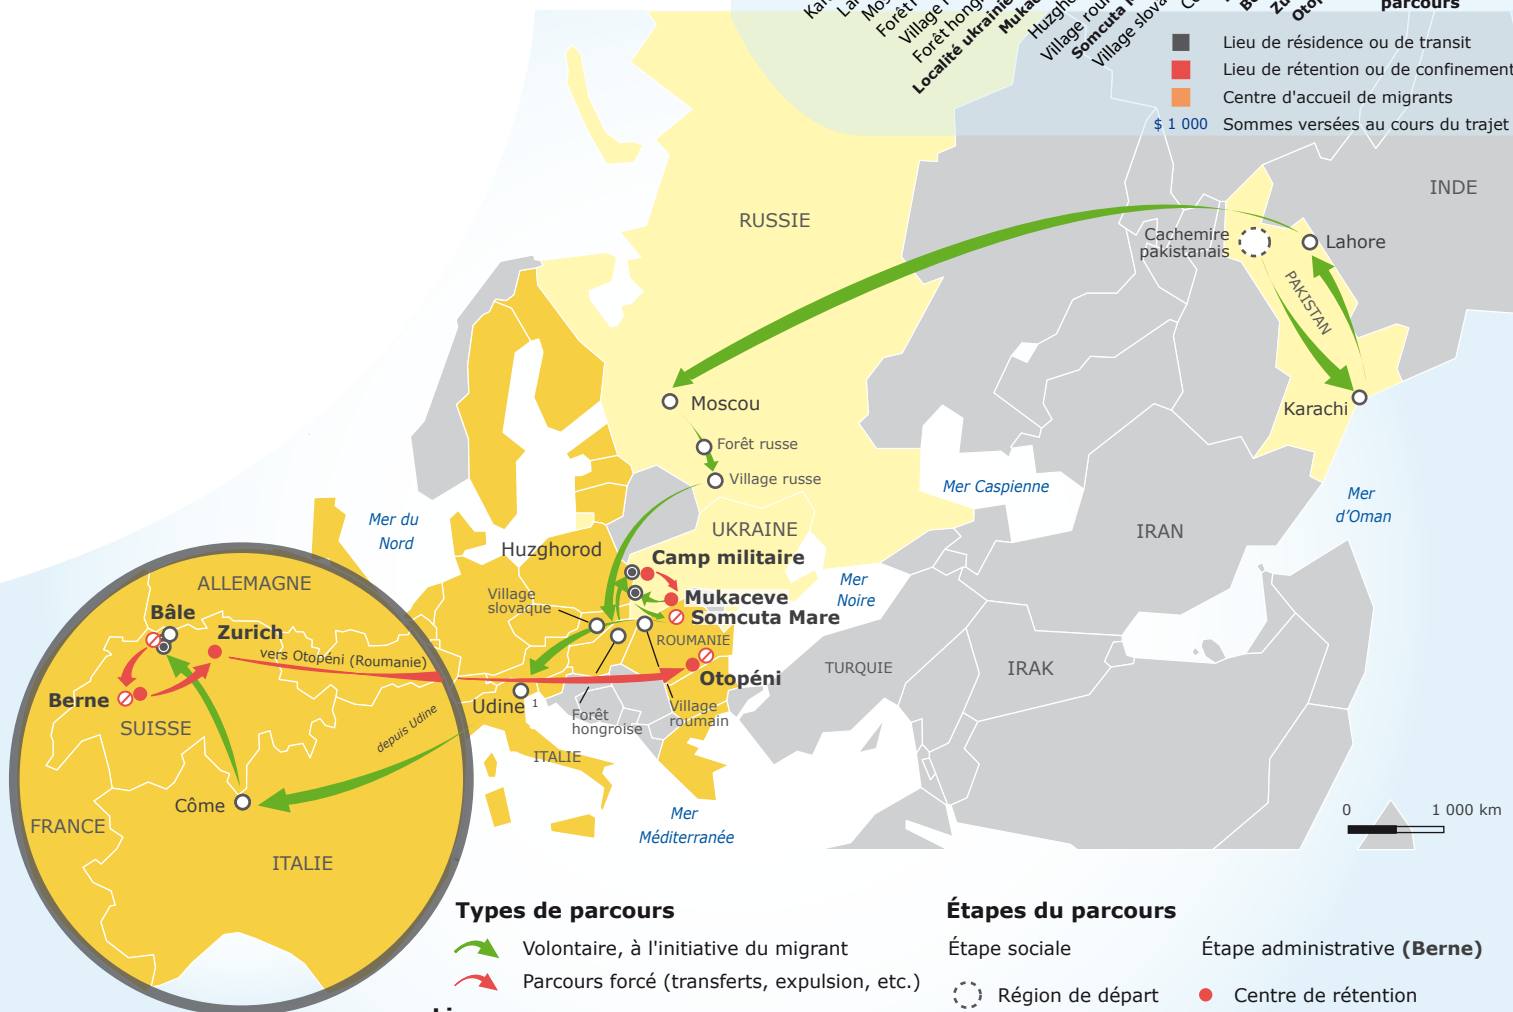 Localité ukrainie
Somcuta
parcours
Lieu de résidence ou de transit
Lieu de rétention ou de confinement
Centre d'accueil de migrants
$ 1 000 Sommes versées au cours du trajet
INDE
RUSSIE
Cachemire
pakistanais
Lahore
PAKISTAN
Karachi
Moscou
Forêt russe
Village russe
Mer Caspienne
Mer
d'Oman
Mer du
Nord
UKRAINE
IRAN
Huzghorod
Camp militaire
Village
slovaque
Mukaceve
Mer
Noire
Somcuta Mare
ROUMANIE
TURQUIE
IRAK
Otopéni
ALLEMAGNE
Bâle
Zurich
vers Otopéni (Roumanie)
Berne
SUISSE
depuis Udine
Udine 1
Forêt
hongroise
Village
roumain
ITALIE
Côme
FRANCE
ITALIE
Mer
Méditerranée
0 1 000 km
Types de parcours
Volontaire, à l'initiative du migrant
Parcours forcé (transferts, expulsion, etc.)
Étapes du parcours
Étape sociale
Étape administrative (Berne)
Région de départ
Centre de rétention